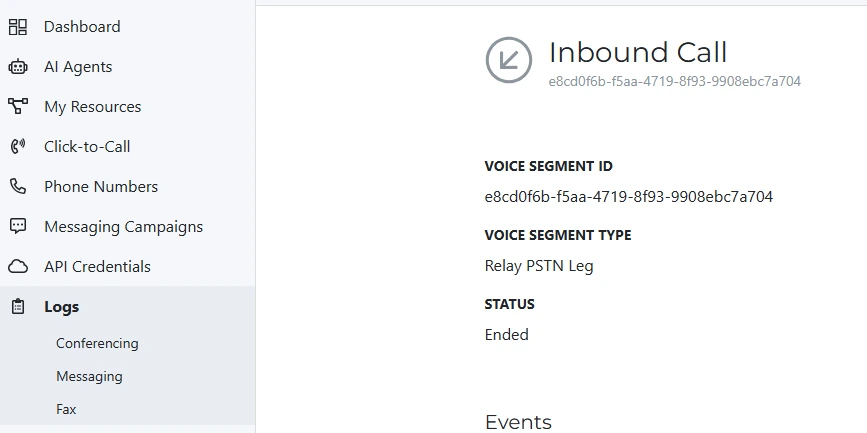 Dashboard
AI Agents
My Resources
Click-to-Call
Phone Numbers
Messaging Campaigns
API Credentials
Logs
Conferencing
Messaging
Fax
Inbound Call
e8cd0f6b-f5aa-4719-8f93-9908ebc7a704
VOICE SEGMENT ID
e8cd0f6b-f5aa-4719-8f93-9908ebc7a704
VOICE SEGMENT TYPE
Relay PSTN Leg
STATUS
Ended
Events